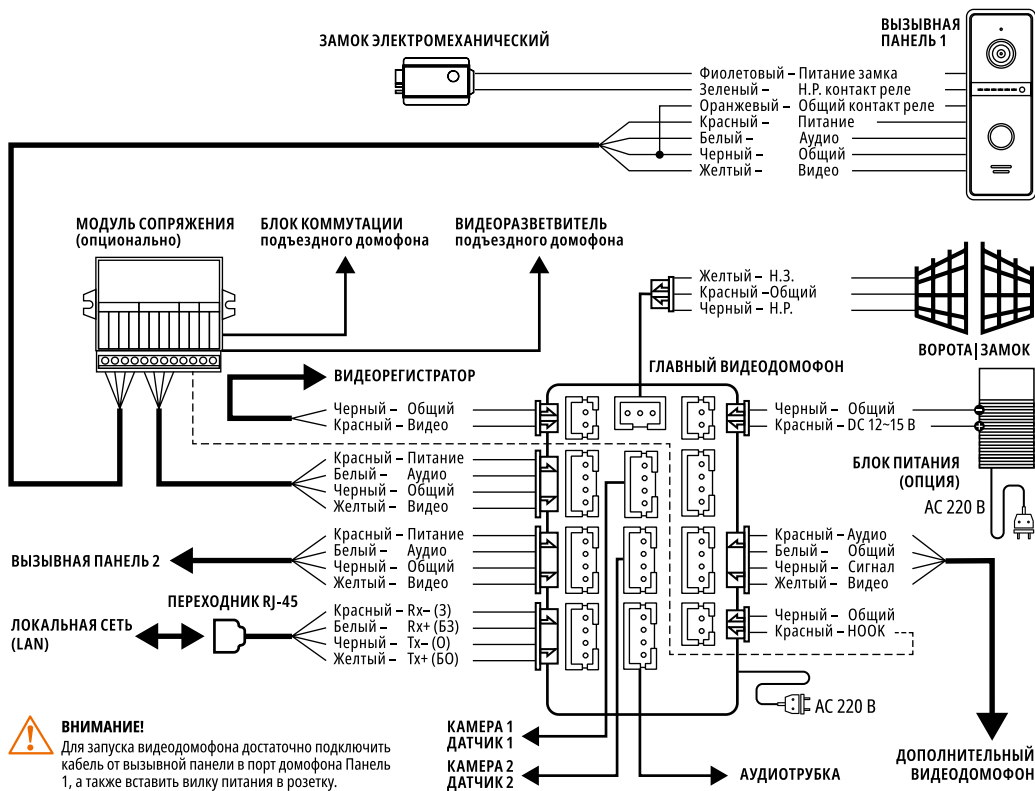 ЗАМОК ЭЛЕКТРОМЕХАНИЧЕСКИЙ
ВЫЗЫВНАЯ
ПАНЕЛЬ 1
Фиолетовый – Питание замка
Зеленый – Н.Р. контакт реле
Оранжевый – Общий контакт реле
Красный – Питание
Белый – Аудио
Черный – Общий
Желтый – Видео
МОДУЛЬ СОПРЯЖЕНИЯ
(опционально)
БЛОК КОММУТАЦИИ
подъездного домофона
ВИДЕОРАЗВЕТВИТЕЛЬ
подъездного домофона
Желтый – Н.З.
Красный –Общий
Черный – Н.Р.
ВОРОТА|ЗАМОК
ВИДЕОРЕГИСТРАТОР
ГЛАВНЫЙ ВИДЕОДОМОФОН
Черный – Общий
Красный – Видео
Черный – Общий
Красный – DC 12~15 В
БЛОК ПИТАНИЯ
(ОПЦИЯ)
AC 220 В
Красный – Питание
Белый – Аудио
Черный – Общий
Желтый – Видео
ВЫЗЫВНАЯ ПАНЕЛЬ 2
Красный – Питание
Белый – Аудио
Черный – Общий
Желтый – Видео
Красный – Аудио
Белый – Общий
Черный – Сигнал
Желтый – Видео
ПЕРЕХОДНИК RJ-45
ЛОКАЛЬНАЯ СЕТЬ
(LAN)
Красный – Rx– (З)
Белый – Rx+ (БЗ)
Черный – Tx– (О)
Желтый – Tx+ (БО)
Черный – Общий
Красный – HOOK
AC 220 В
ВНИМАНИЕ!
Для запуска видеодомофона достаточно подключить
кабель от вызывной панели в порт домофона Панель
1, а также вставить вилку питания в розетку.
КАМЕРА 1
ДАТЧИК 1
КАМЕРА 2
ДАТЧИК 2
АУДИОТРУБКА
ДОПОЛНИТЕЛЬНЫЙ
ВИДЕОДОМОФОН